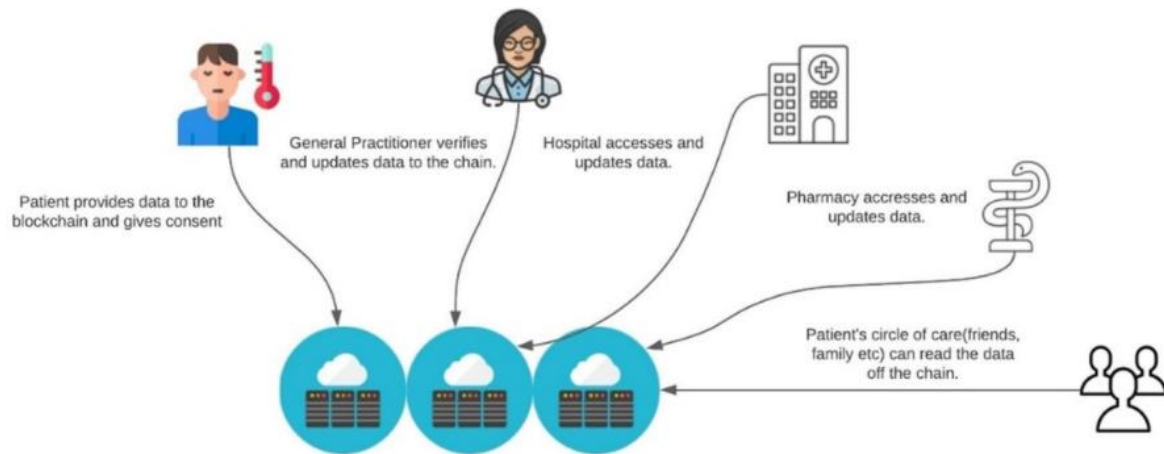 General Practitioner verifies
and updates data to the chain.
Hospital accesses and
updates data.
Patient provides data to the
blockchain and gives consent
Pharmacy accresses and
updates data.
Patient's circle of care(friends,
family etc) can read the data
off the chain.